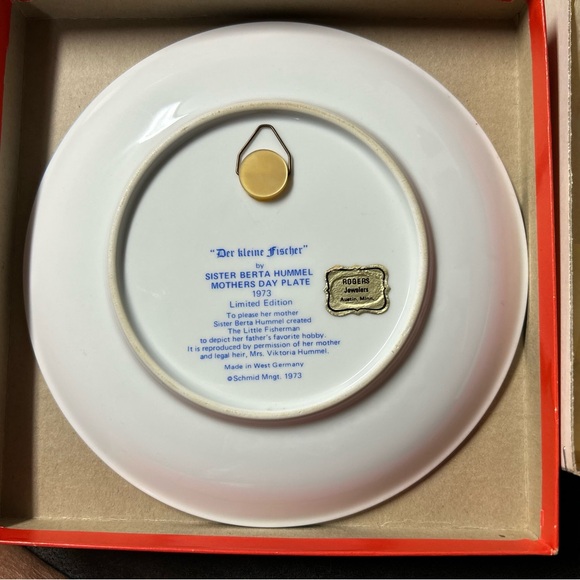 "Der kleine Fischer"
by
SISTER BERTA HUMMEL
MOTHERS DAY PLATE
1973
Limited Edition
To please her mother
Sister Berta Hummel created
The Little Fisherman
to depict her father's favorite hobby.
It is reproduced by permission of her mother
and legal heir, Mrs. Viktoria Hummel.
Made in West Germany
©Schmid Mngt. 1973
ROGERS
Jewelers
Austin, Minn.